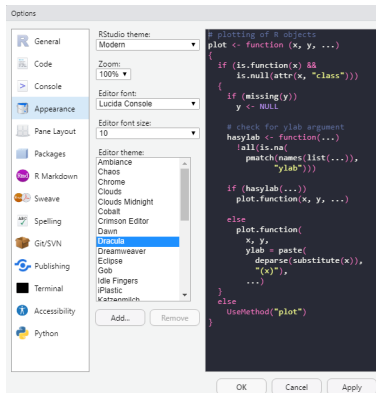 Options
General
Code
Console
Appearance
Pane Layout
Packages
R Markdown
Sweave
Spelling
Git/SVN
Publishing
Terminal
Accessibility
Python
RStudio theme:
Modern
Zoom:
100%
Editor font:
Lucida Console
Editor font size:
10
Editor theme:
Ambiance
Chaos
Chrome
Clouds
Clouds Midnight
Cobalt
Crimson Editor
Dawn
Dracula
Dreamweaver
Eclipse
Gob
Idle Fingers
iPlastic
Katzenmilch
Add...
Remove
# plotting of R objects
plot <- function (x, y, ...)
{
if (is.function(x) &&
is.null(attr(x, "class")))
{
if (missing(y))
y <- NULL
# check for ylab argument
hasylab <- function(...)
!all(is.na(
pmatch(names(list(...)),
"ylab")))
if (hasylab(...))
plot.function(x, y, ...)
else
plot.function(
x, y,
ylab = paste(
deparse(substitute(x)),
"(x)"),
...)
}
else
UseMethod("plot")
}
OK
Cancel
Apply